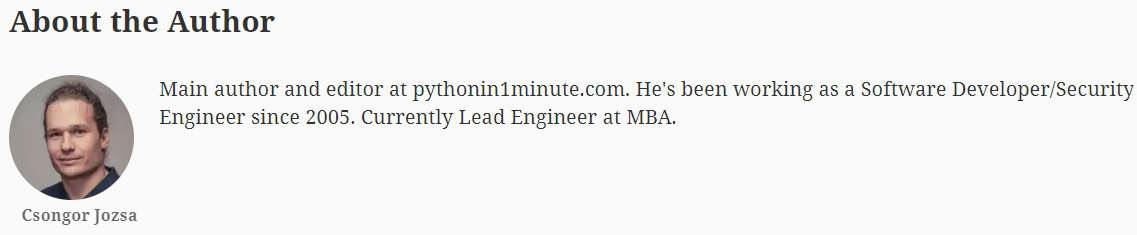 About the Author
Main author and editor at pythonin1minute.com. He's been working as a Software Developer/Security
Engineer since 2005. Currently Lead Engineer at MBA.
Csongor Jozsa